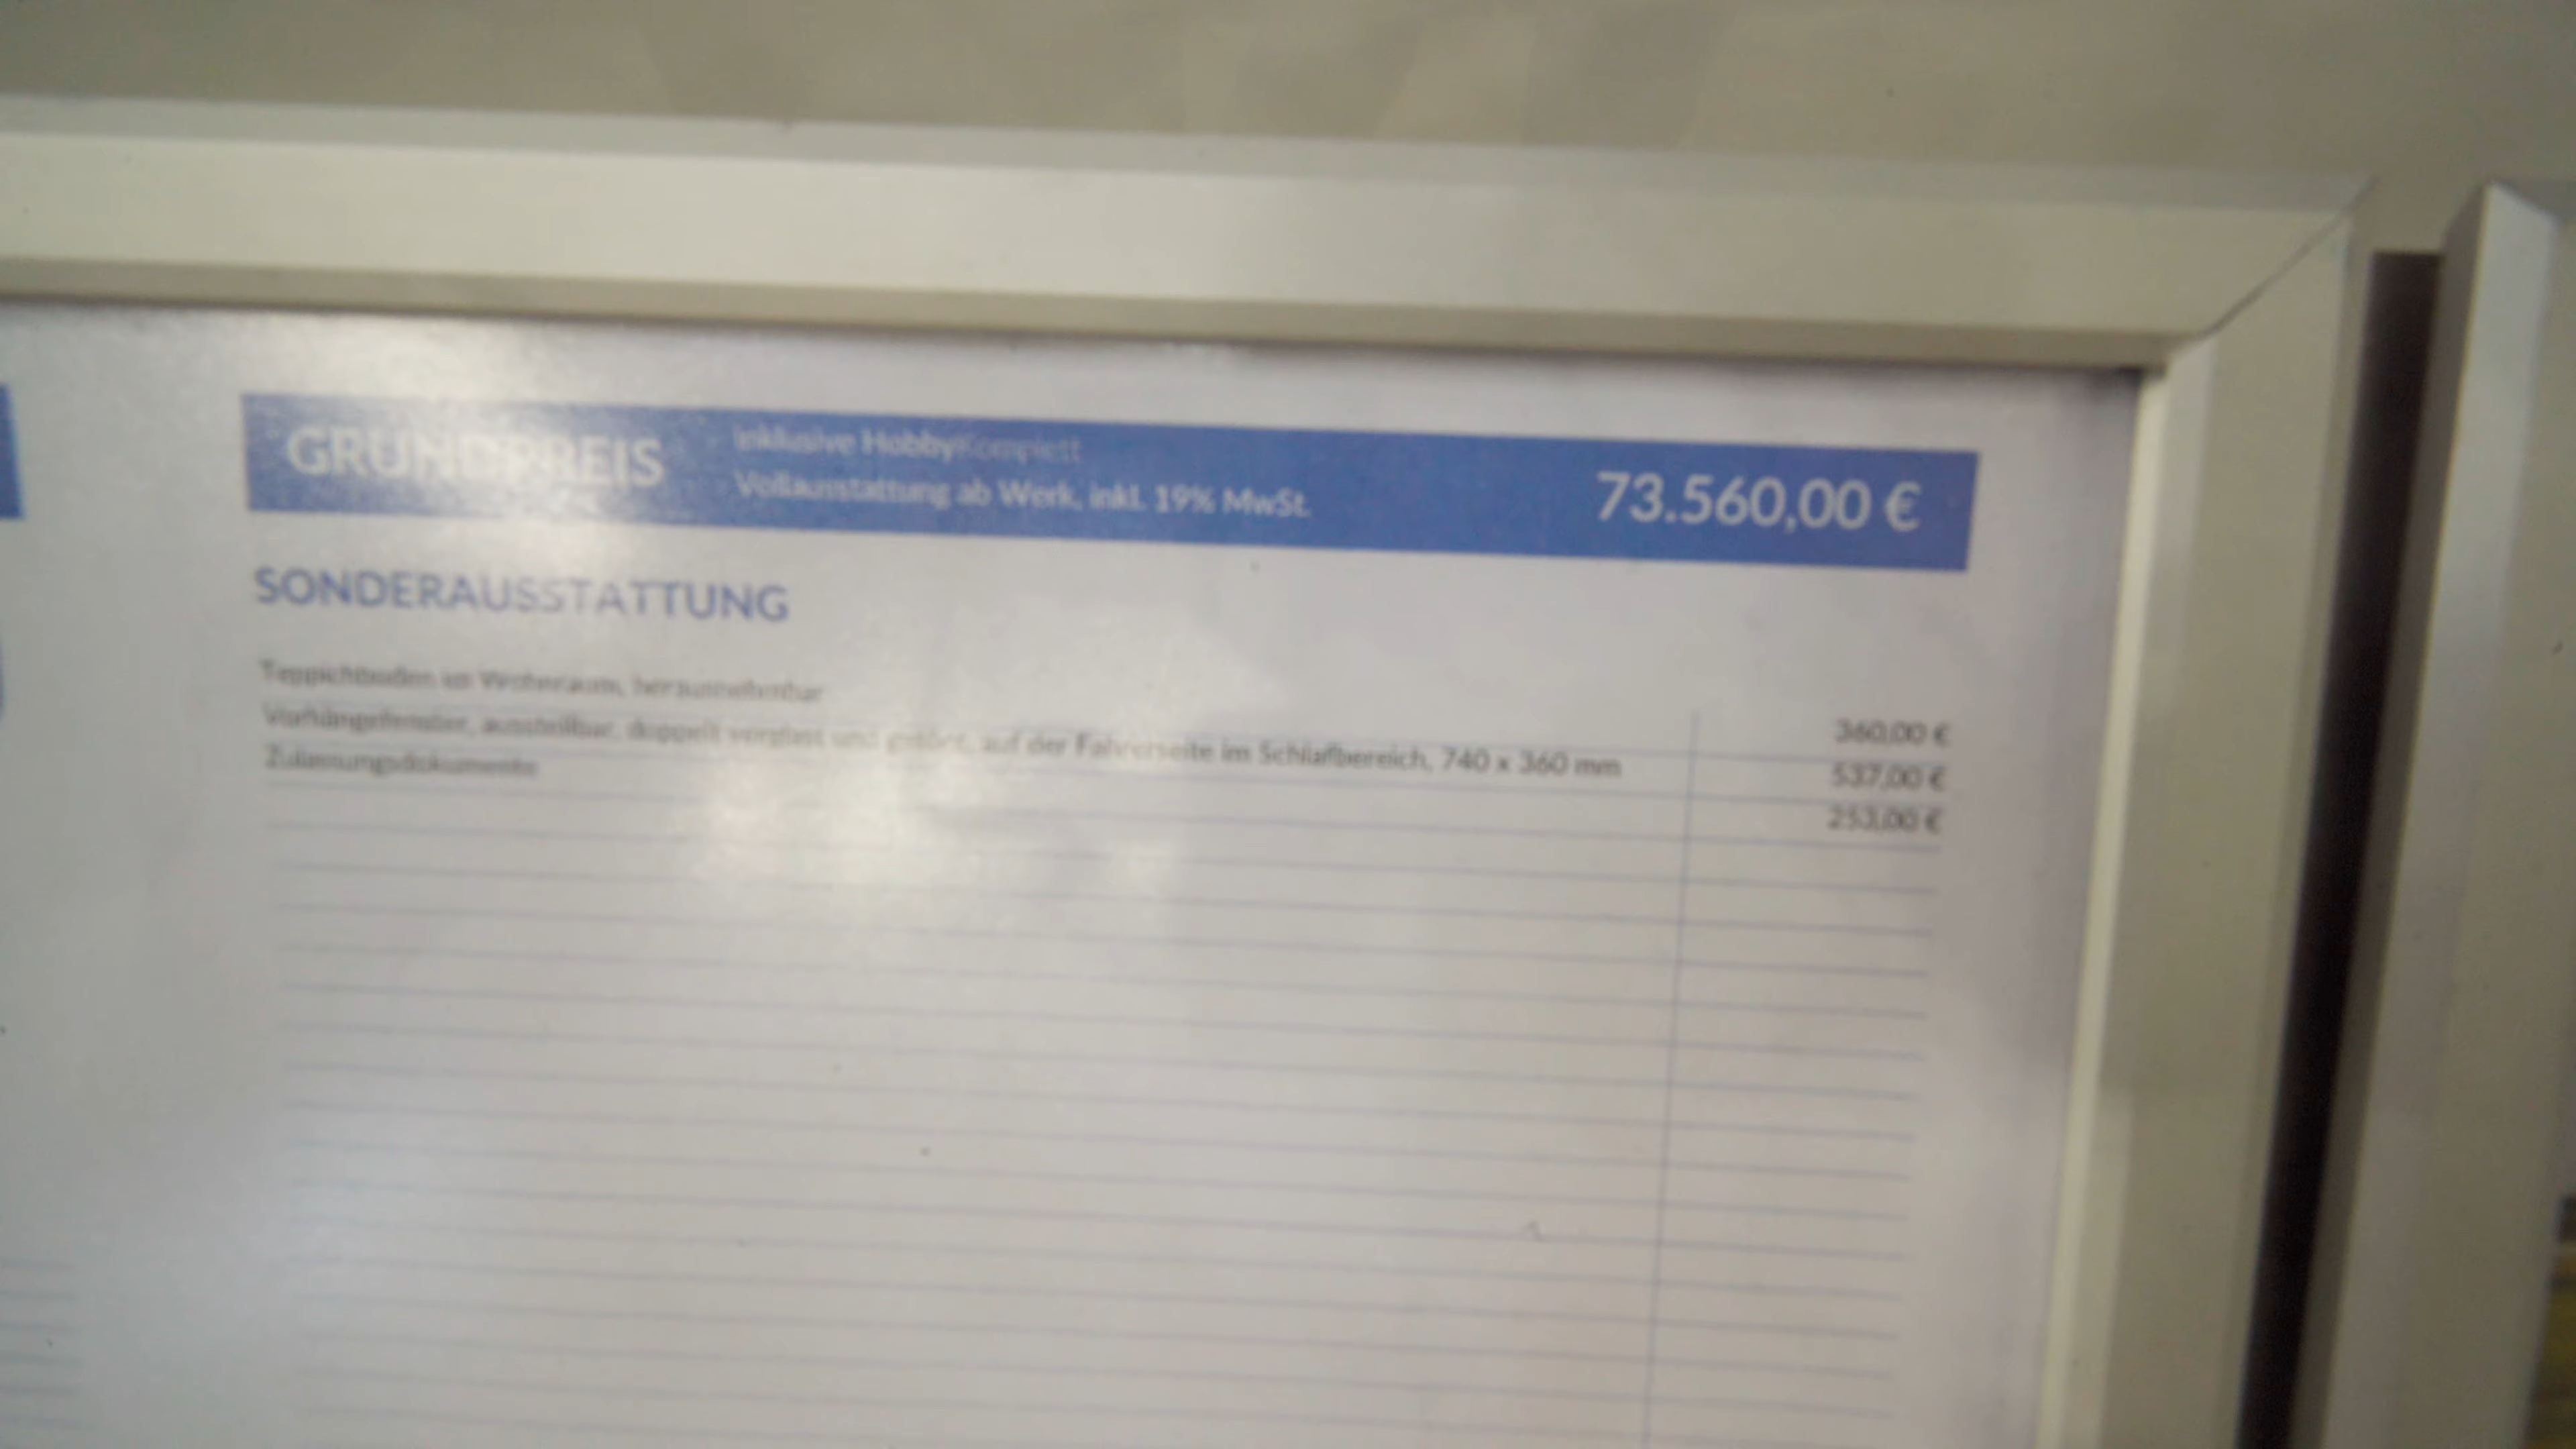 GRUNDPREIS
inklusive HobbyKomplett
Vollausstattung ab Werk, inkl. 19% MwSt.
73.560,00 €
SONDERAUSSTATTUNG
Teppichboden im Wohnraum, herausnehmbar 360,00 €
Vorhängefenster, ausstellbar, doppelt verglast und getönt, auf der Fahrerseite im Schlafbereich, 740 x 360 mm 537,00 €
Zulassungsdokumente 253,00 €